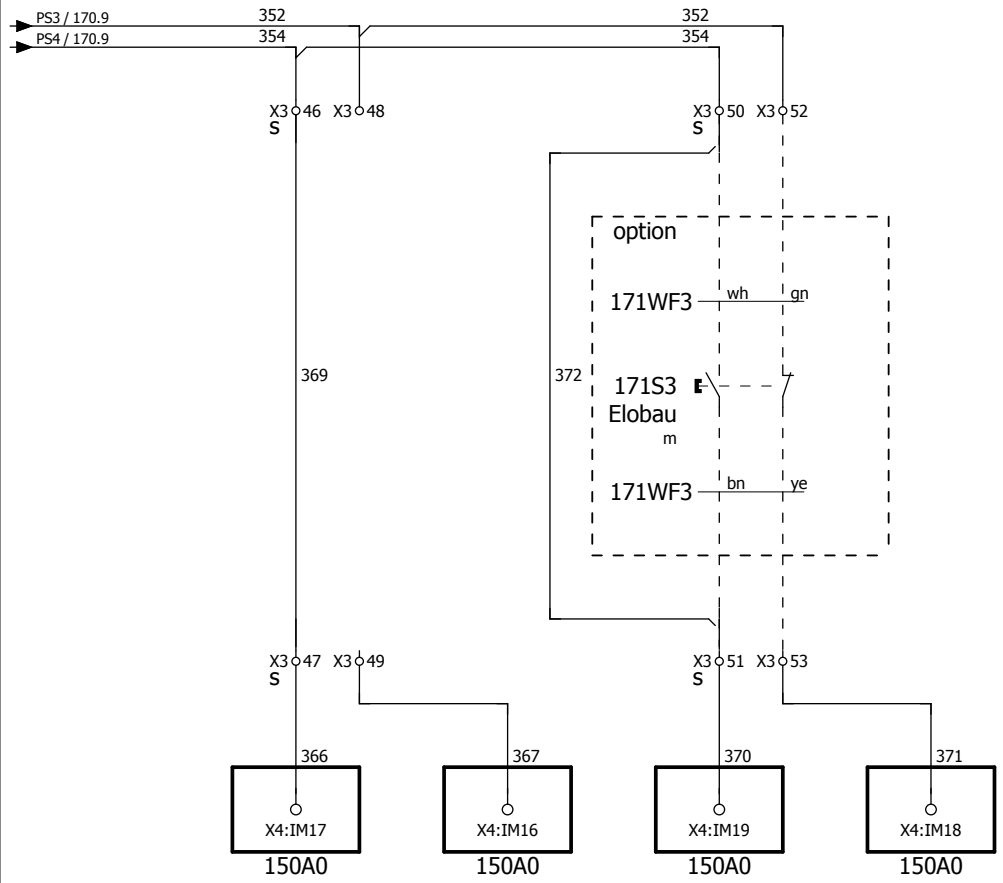 PS3 / 170.9 352 352
PS4 / 170.9 354 354
X3 46 X3 48 X3 50 X3 52
S S
option
171WF3 wh gn
369 372 171S3
Elobau
m
171WF3 bn ye
X3 47 X3 49 X3 51 X3 53
S S
366 367 370 371
X4:IM17 X4:IM16 X4:IM19 X4:IM18
150A0 150A0 150A0 150A0